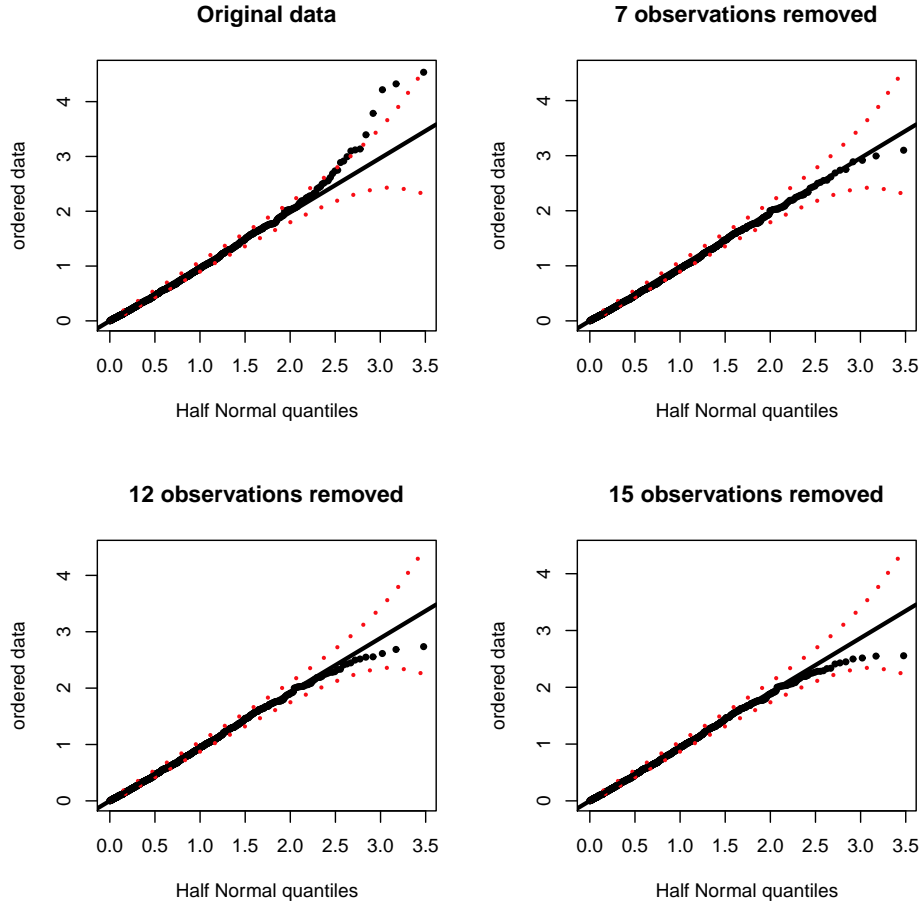 Original data
ordered data
0 1 2 3 4
0.0 0.5 1.0 1.5 2.0 2.5 3.0 3.5
Half Normal quantiles
7 observations removed
ordered data
0 1 2 3 4
0.0 0.5 1.0 1.5 2.0 2.5 3.0 3.5
Half Normal quantiles
12 observations removed
ordered data
0 1 2 3 4
0.0 0.5 1.0 1.5 2.0 2.5 3.0 3.5
Half Normal quantiles
15 observations removed
ordered data
0 1 2 3 4
0.0 0.5 1.0 1.5 2.0 2.5 3.0 3.5
Half Normal quantiles